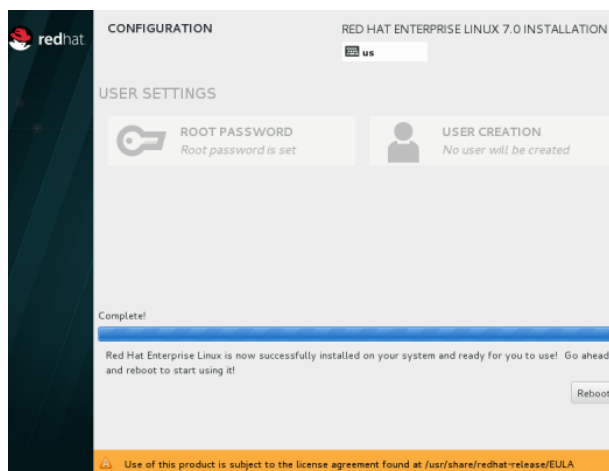 redhat
CONFIGURATION
RED HAT ENTERPRISE LINUX 7.0 INSTALLATION
us
USER SETTINGS
ROOT PASSWORD
Root password is set
USER CREATION
No user will be created
Complete!
Red Hat Enterprise Linux is now successfully installed on your system and ready for you to use! Go ahead
and reboot to start using it!
Reboot
Use of this product is subject to the license agreement found at /usr/share/redhat-release/EULA